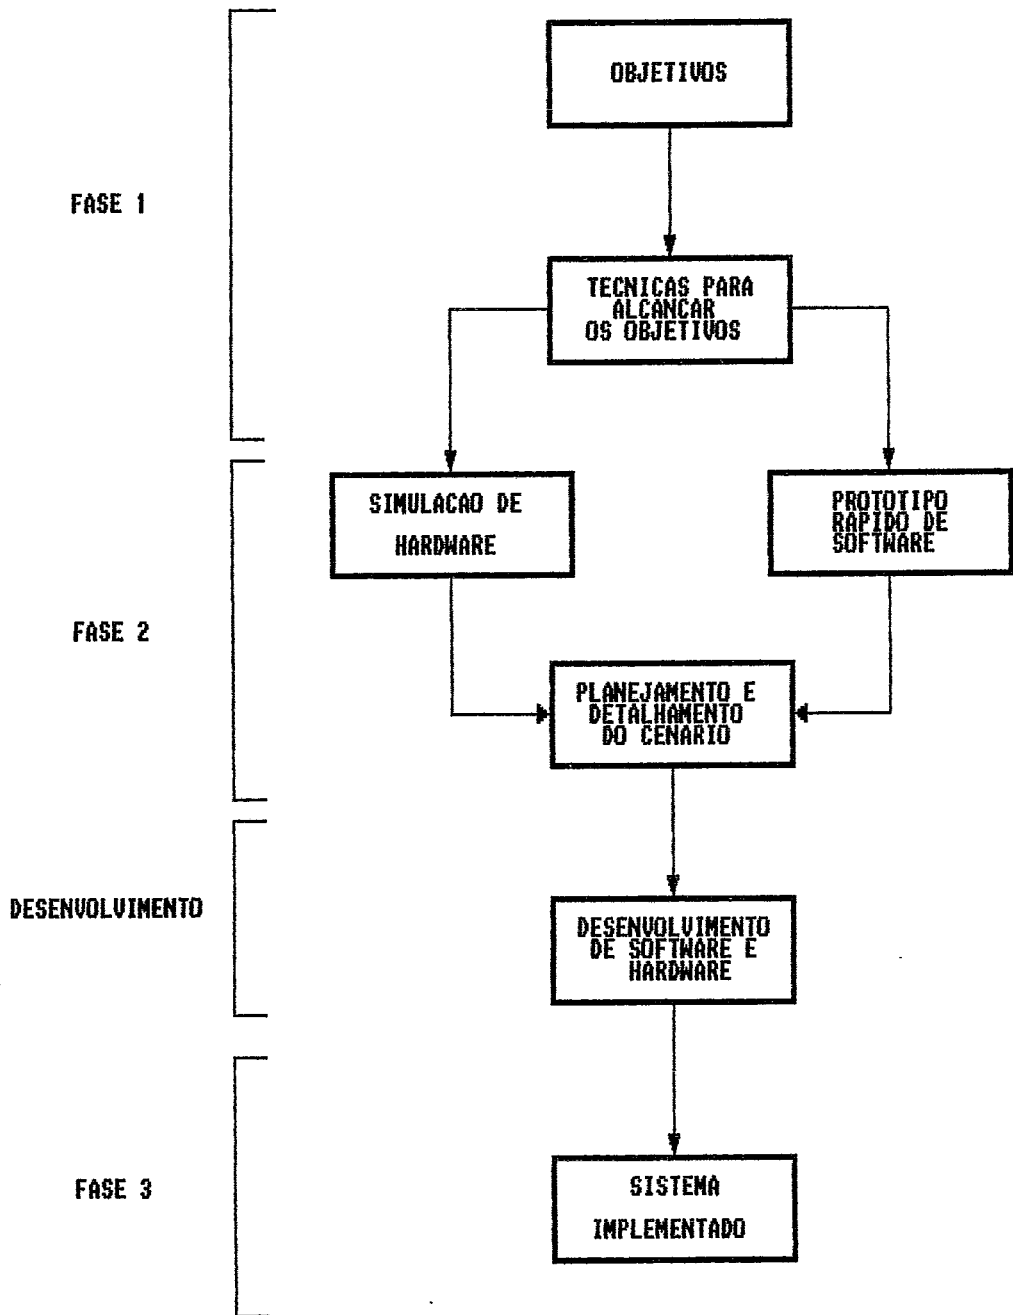 OBJETIVOS
FASE 1
TECNICAS PARA
ALCANCAR
OS OBJETIVOS
SIMULACAO DE
HARDWARE
PROTOTIPO
RAPIDO DE
SOFTWARE
FASE 2
PLANEJAMENTO E
DETALHAMENTO
DO CENARIO
DESENVOLVIMENTO
DESENVOLVIMENTO
DE SOFTWARE E
HARDWARE
FASE 3
SISTEMA
IMPLEMENTADO